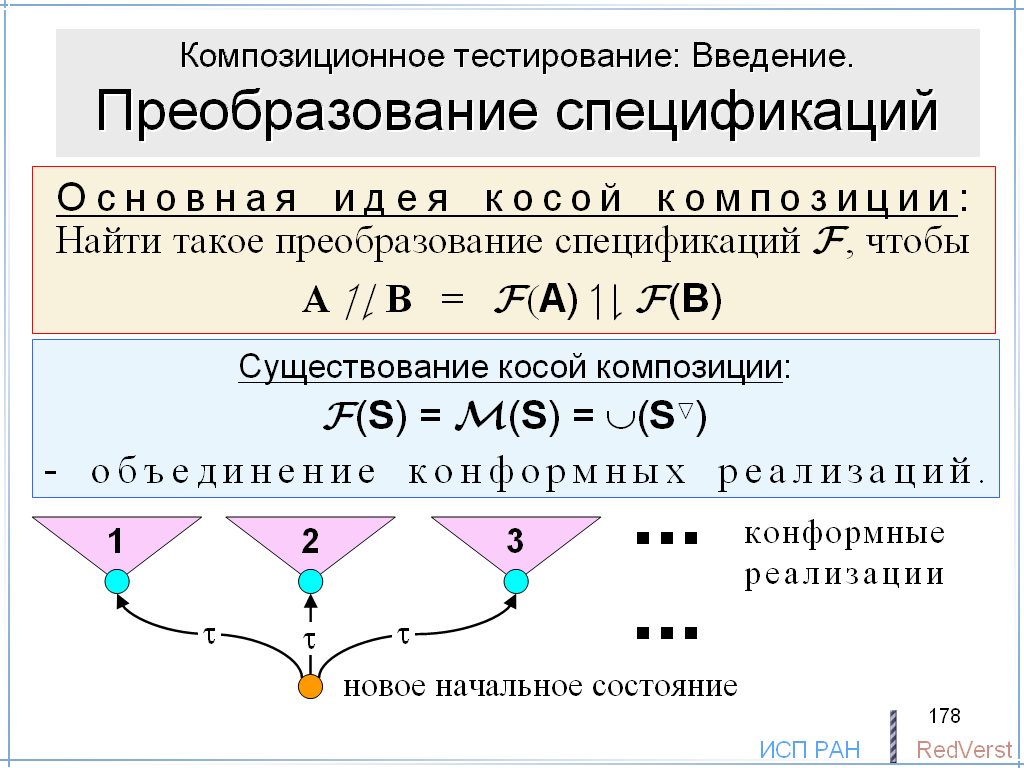 Композиционное тестирование: Введение.
Преобразование спецификаций
Основная идея косой композиции:
Найти такое преобразование спецификаций ℱ, чтобы
A ↿⇂ B = ℱ(A) ↿⇂ ℱ(B)
Существование косой композиции:
ℱ(S) = ℳ(S) = ∪(S▽)
- объединение конформных реализаций.
1 2 3 ... конформные
реализации
τ τ τ ...
новое начальное состояние
178
ИСП РАН RedVerst